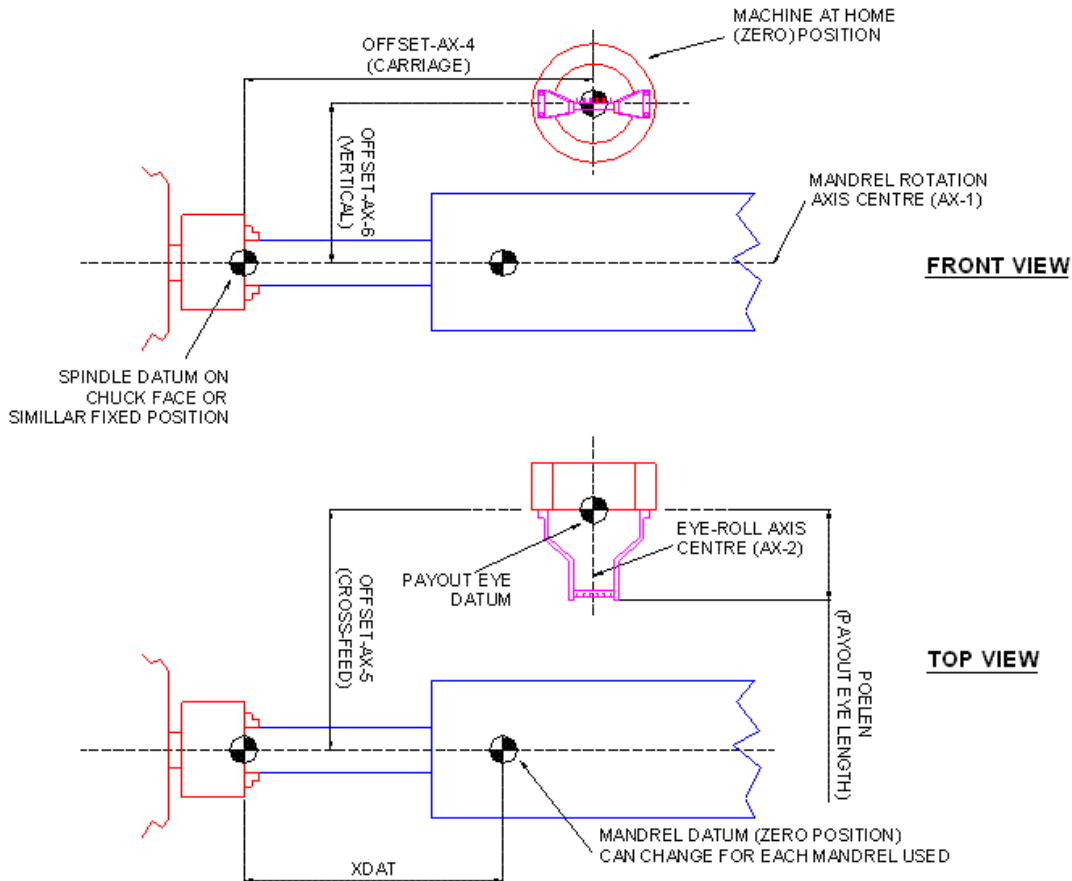 MACHINE AT HOME
(ZERO) POSITION
OFFSET-AX-4
(CARRIAGE)
OFFSET-AX-6
(VERTICAL)
MANDREL ROTATION
AXIS CENTRE (AX-1)
FRONT VIEW
SPINDLE DATUM ON
CHUCK FACE OR
SIMILLAR FIXED POSITION
EYE-ROLL AXIS
CENTRE (AX-2)
PAYOUT EYE
DATUM
OFFSET-AX-5
(CROSS-FEED)
POELEN
(PAYOUT EYE LENGTH)
TOP VIEW
MANDREL DATUM (ZERO POSITION)
CAN CHANGE FOR EACH MANDREL USED
XDAT